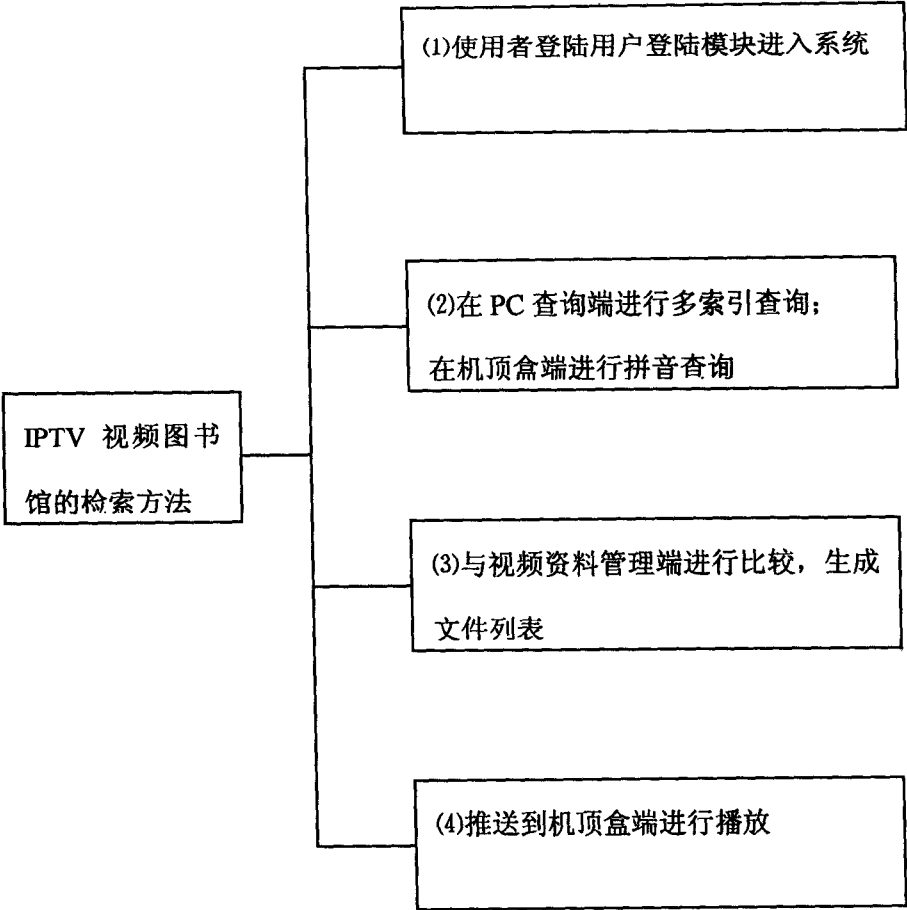 IPTV 视频图书
馆的检索方法
⑴使用者登陆用户登陆模块进入系统
⑵在 PC 查询端进行多索引查询；
在机顶盒端进行拼音查询
⑶与视频资料管理端进行比较，生成
文件列表
⑷推送到机顶盒端进行播放